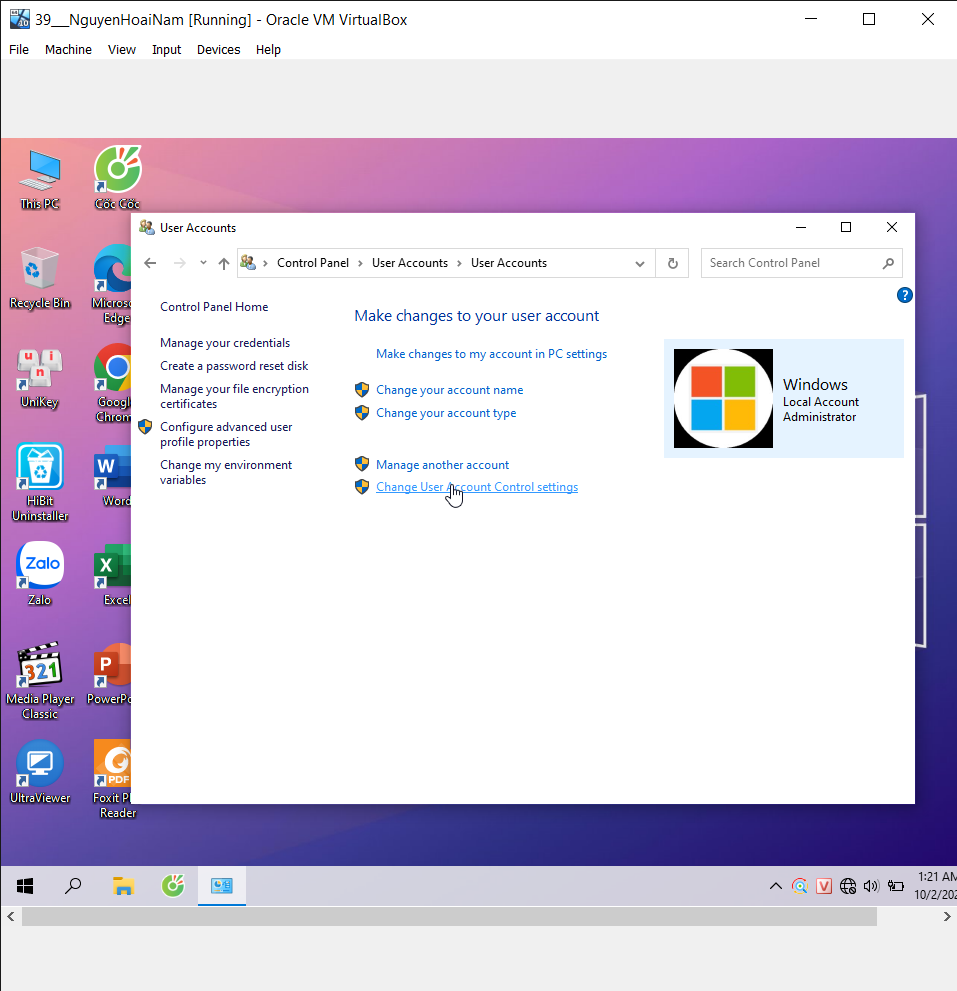 39___NguyenHoaiNam [Running] - Oracle VM VirtualBox
File Machine View Input Devices Help
This PC
Cốc Cốc
User Accounts
Control Panel > User Accounts > User Accounts
Search Control Panel
Recycle Bin
Micros
Edge
Control Panel Home
Make changes to your user account
Manage your credentials
Create a password reset disk
Manage your file encryption
certificates
Configure advanced user
profile properties
Change my environment
variables
Make changes to my account in PC settings
Change your account name
Change your account type
Manage another account
Change User Account Control settings
Windows
Local Account
Administrator
?
u n i
UniKey
Googl
Chrom
HiBit
Uninstaller
W
Word
Zalo
Zalo
X
Excel
321
Media Player
Classic
P
PowerPo
UltraViewer
PDF
Foxit P
Reader
V
1:21 AM
10/2/202